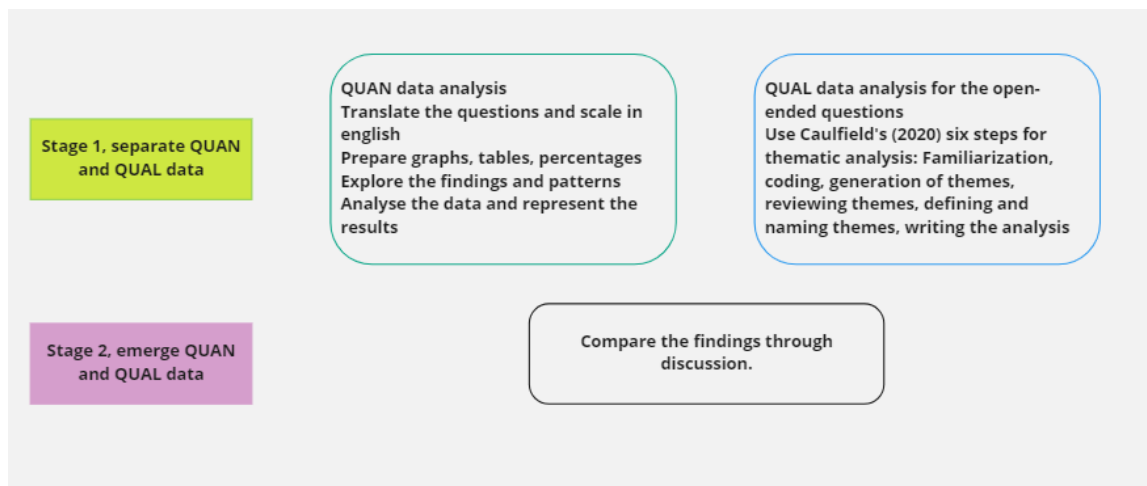 Stage 1, separate QUAN
and QUAL data
QUAN data analysis
Translate the questions and scale in
english
Prepare graphs, tables, percentages
Explore the findings and patterns
Analyse the data and represent the
results
QUAL data analysis for the open-
ended questions
Use Caulfield's (2020) six steps for
thematic analysis: Familiarization,
coding, generation of themes,
reviewing themes, defining and
naming themes, writing the analysis
Stage 2, emerge QUAN
and QUAL data
Compare the findings through
discussion.